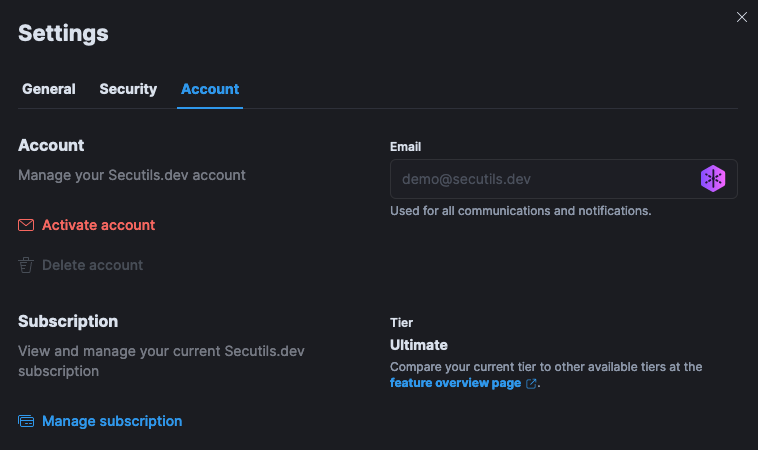 Settings
General Security Account
Account
Manage your Secutils.dev account
Activate account
Delete account
Email
demo@secutils.dev
Used for all communications and notifications.
Subscription
View and manage your current Secutils.dev
subscription
Manage subscription
Tier
Ultimate
Compare your current tier to other available tiers at the
feature overview page.